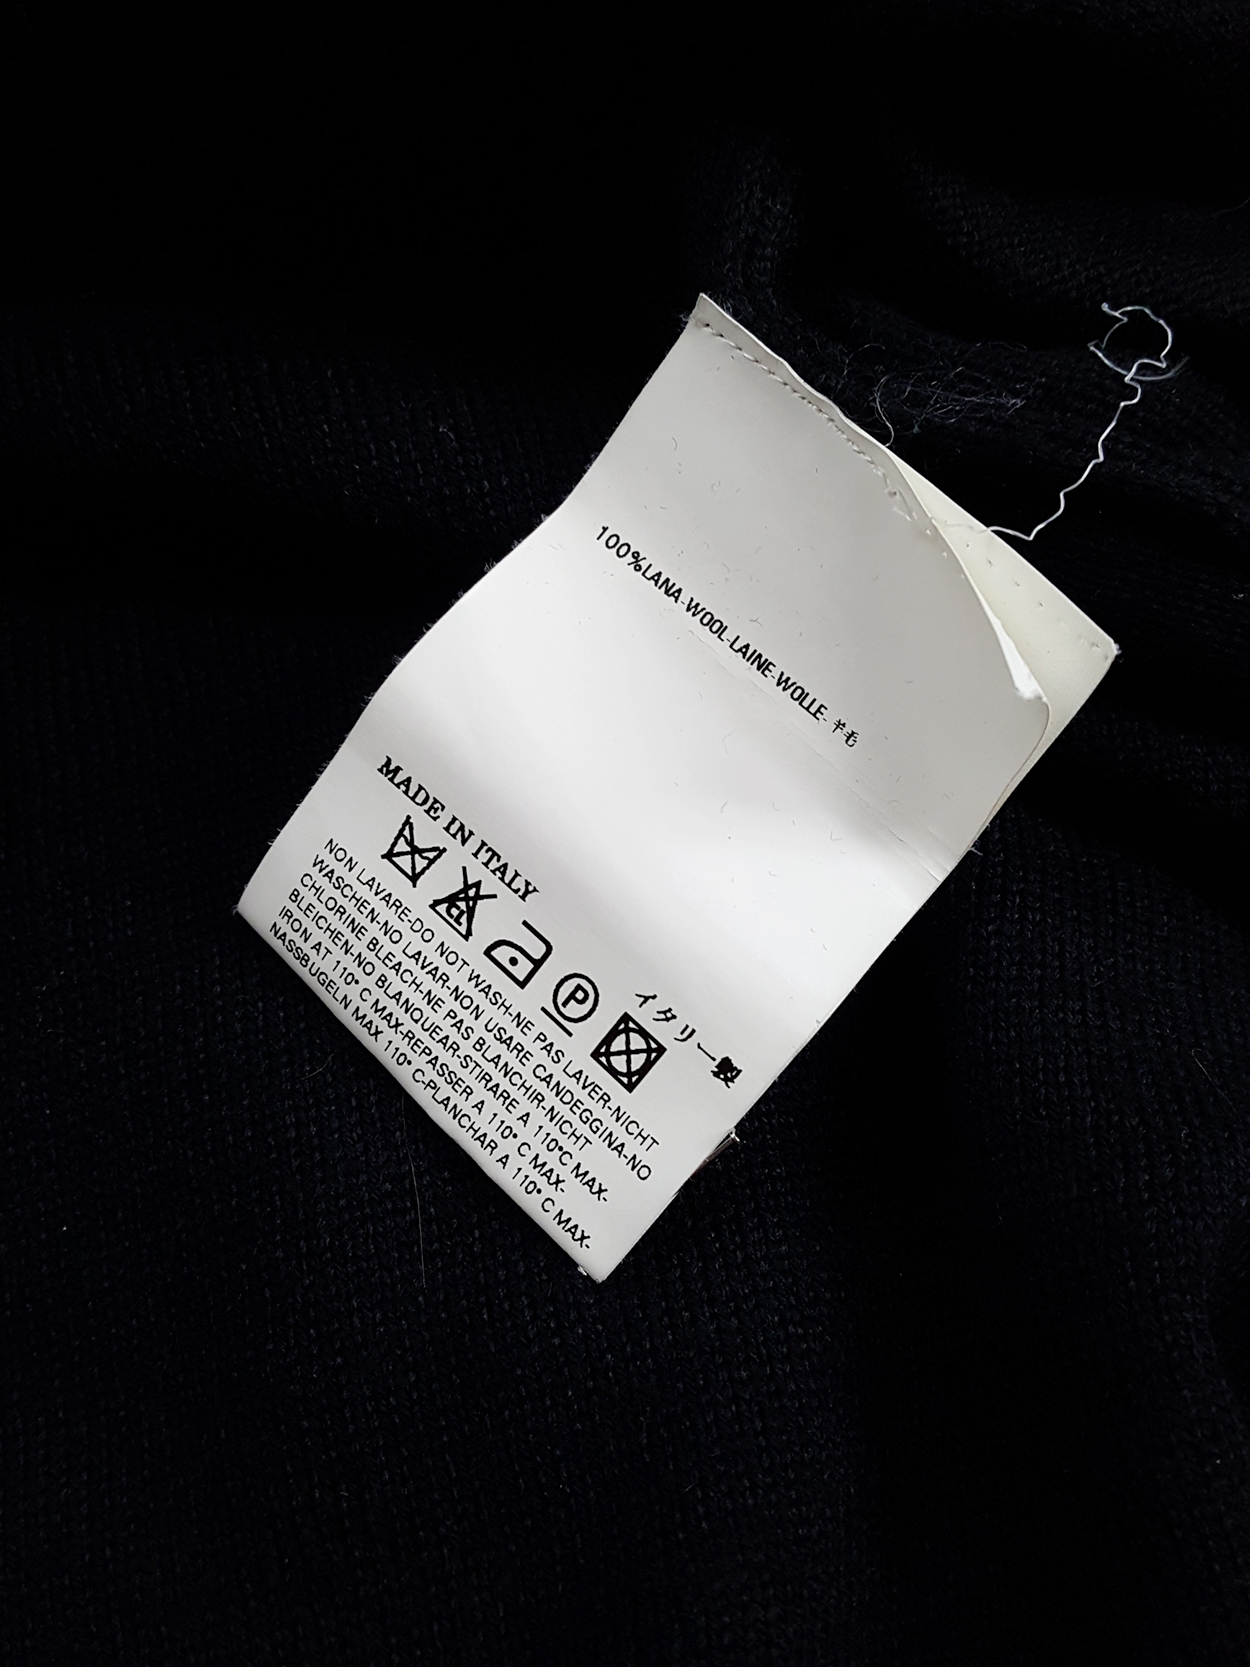 100%LANA-WOOL-LAINE-WOLLE- 羊毛
MADE IN ITALY
イタリー製
CL
P
NON LAVARE-DO NOT WASH-NE PAS LAVER-NICHT
WASCHEN-NO LAVAR-NON USARE CANDEGGINA-NO
CHLORINE BLEACH-NE PAS BLANCHIR-NICHT
BLEICHEN-NO BLANQUEAR-STIRARE A 110°C MAX-
IRON AT 110° C MAX-REPASSER A 110° C MAX-
NASSBUGELN MAX 110° C-PLANCHAR A 110° C MAX-